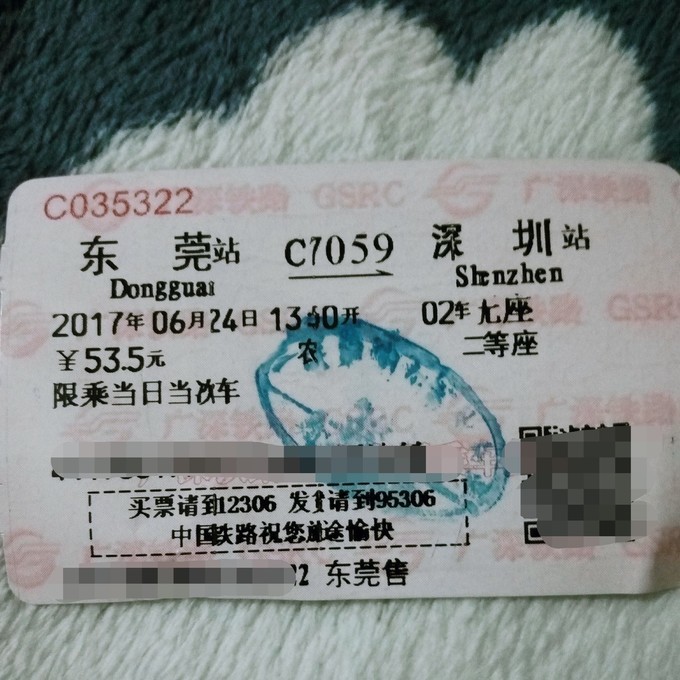 C035322
东 莞站 C7059 深 圳站
Dongguan Shenzhen
2017年06月24日 13:40开 02车无座
¥53.5元 二等座
限乘当日当次车
买票请到12306 发货请到95306
中国铁路祝您旅途愉快
东莞售